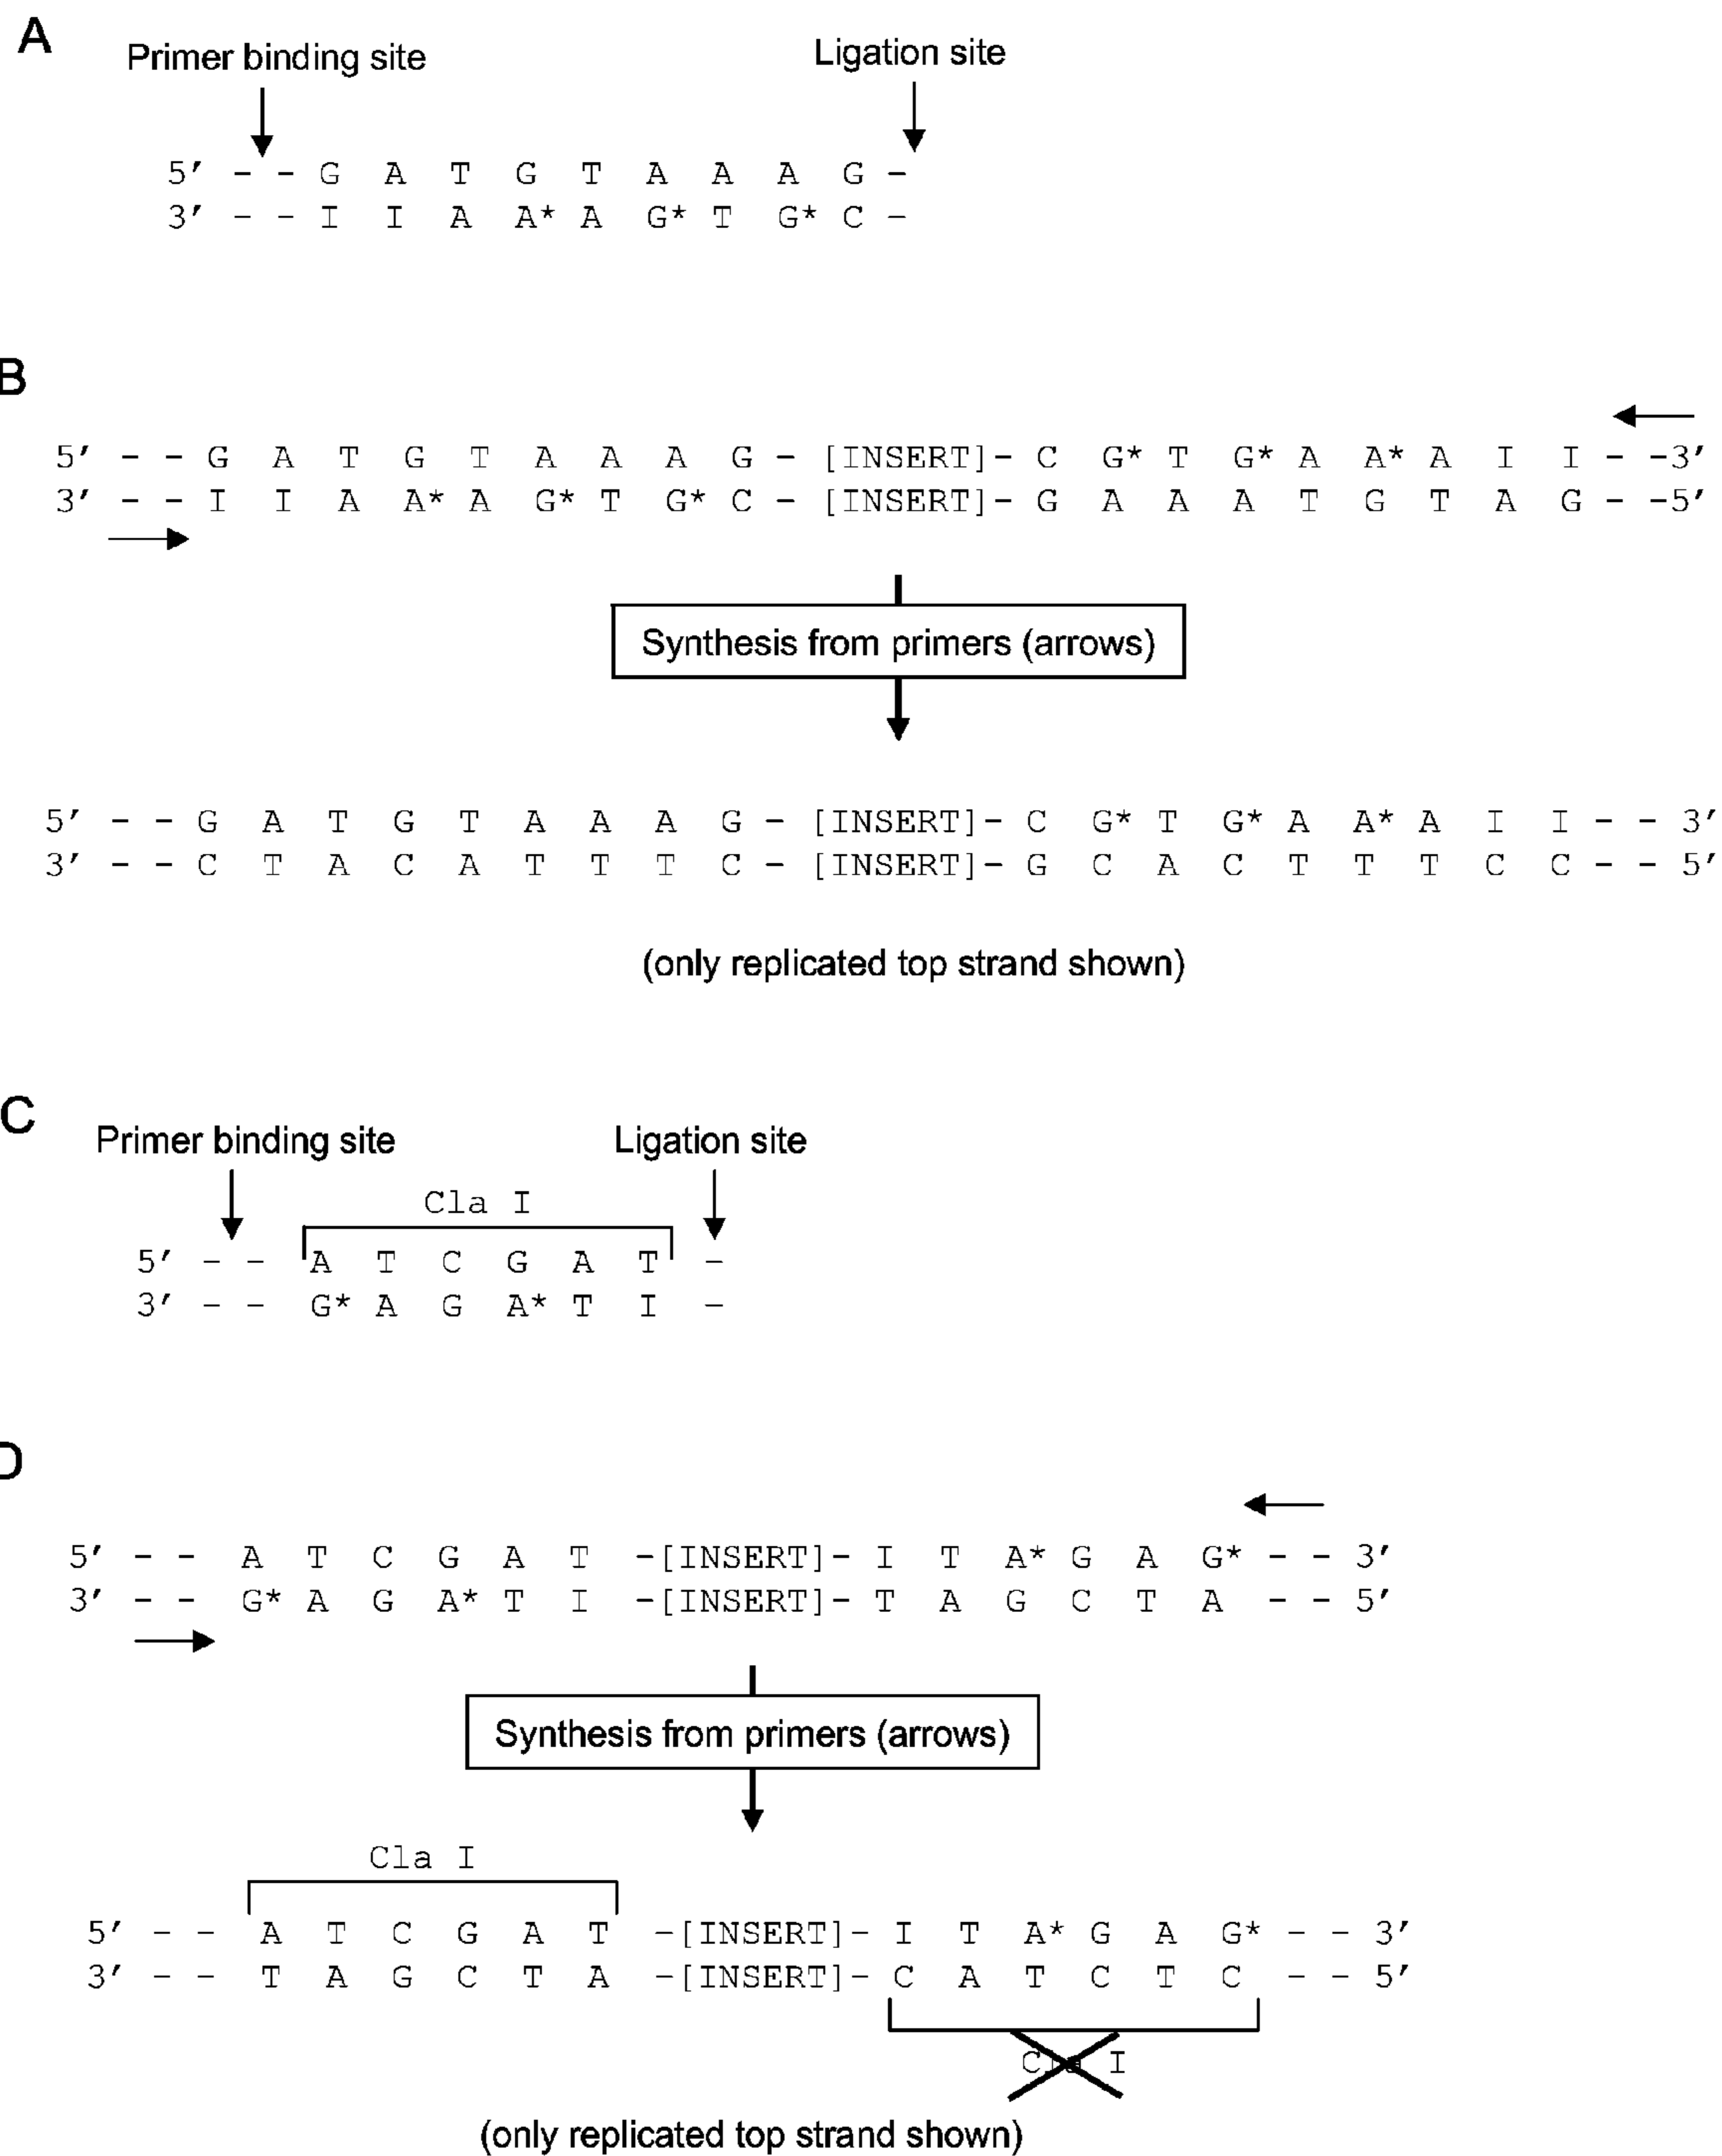 A
Primer binding site
Ligation site
5′ - - G A T G T A A A G -
3′ - - I I A A* A G* T G* C -
B
5′ - - G A T G T A A A G - [INSERT]- C G* T G* A A* A I I - -3′
3′ - - I I A A* A G* T G* C - [INSERT]- G A A A T G T A G - -5′
Synthesis from primers (arrows)
5′ - - G A T G T A A A G - [INSERT]- C G* T G* A A* A I I - - 3′
3′ - - C T A C A T T T C - [INSERT]- G C A C T T T C C - - 5′
(only replicated top strand shown)
C
Primer binding site
Ligation site
Cla I
5′ - - A T C G A T -
3′ - - G* A G A* T I -
D
5′ - - A T C G A T -[INSERT]- I T A* G A G* - - 3′
3′ - - G* A G A* T I -[INSERT]- T A G C T A - - 5′
Synthesis from primers (arrows)
Cla I
5′ - - A T C G A T -[INSERT]- I T A* G A G* - - 3′
3′ - - T A G C T A -[INSERT]- C A T C T C - - 5′
Cla I
(only replicated top strand shown)